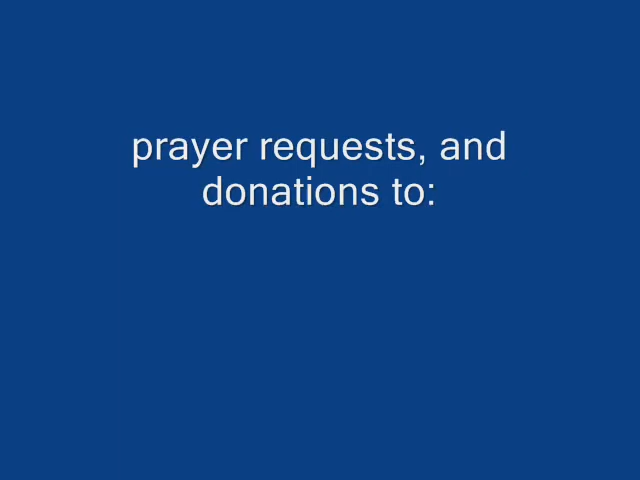 prayer requests, and
donations to: